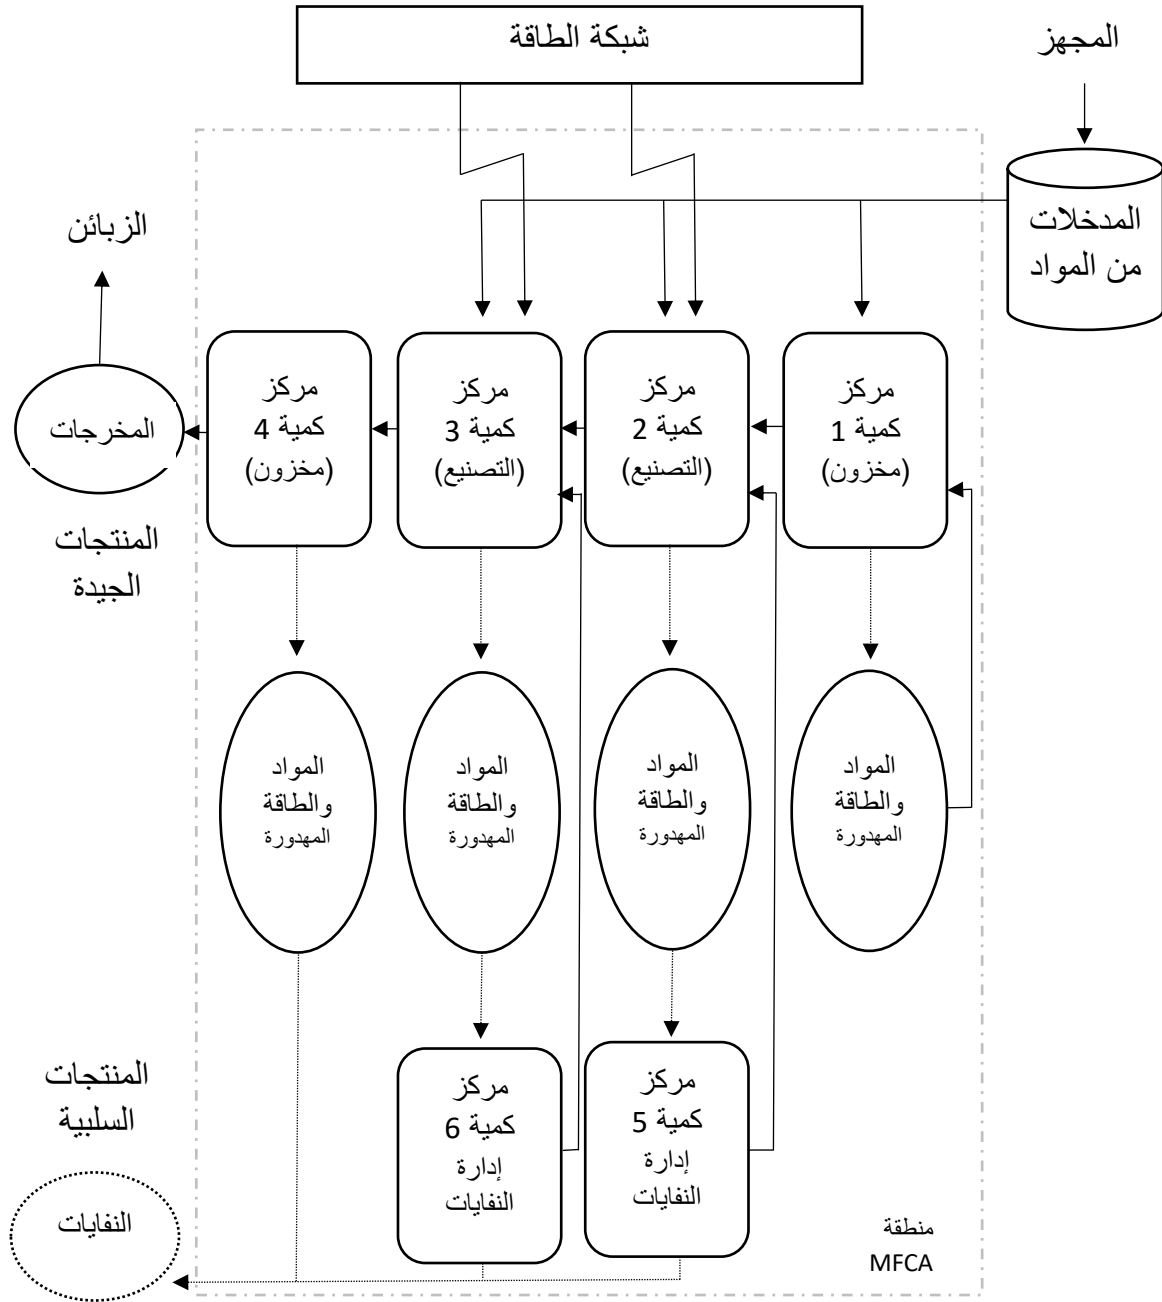 شبكة الطاقة
المجهز
المدخلات
من المواد
الزبائن
المخرجات
المنتجات
الجيدة
مركز
كمية 1
(مخزون)
مركز
كمية 2
(التصنيع)
مركز
كمية 3
(التصنيع)
مركز
كمية 4
(مخزون)
المواد
والطاقة
المهدورة
المواد
والطاقة
المهدورة
المواد
والطاقة
المهدورة
المواد
والطاقة
المهدورة
مركز
كمية 5
إدارة
النفايات
مركز
كمية 6
إدارة
النفايات
المنتجات
السلبية
النفايات
منطقة
MFCA